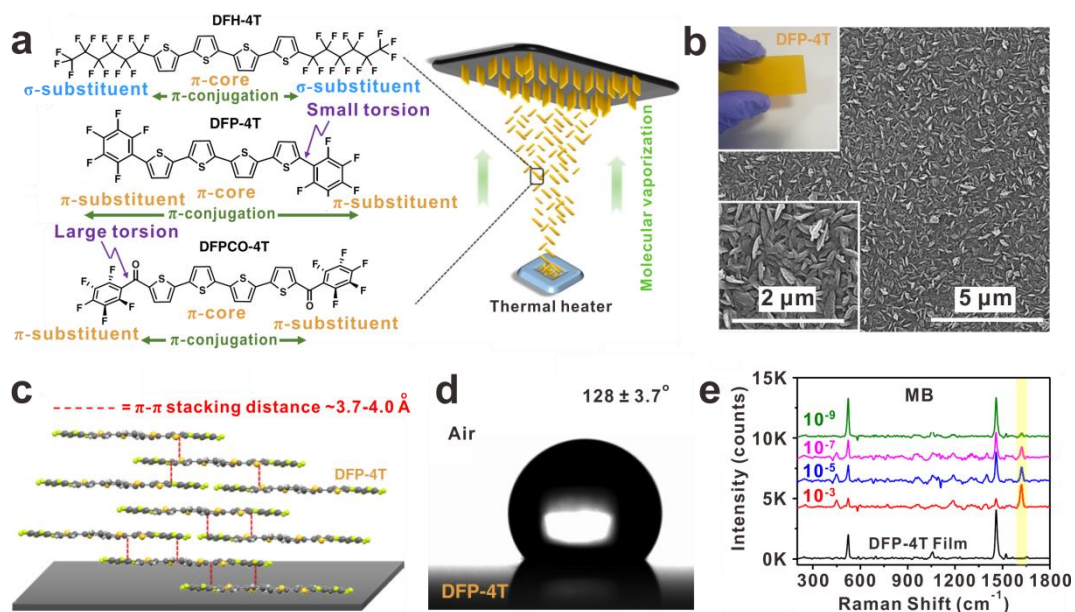 a
DFH-4T
F F F F F F F F F F F F F
S S S S
F F F F F F F F F F F F F
σ-substituent
π-core
σ-substituent
π-conjugation
Small torsion
DFP-4T
F F F F F
S S S S
F F F F F
π-substituent
π-core
π-substituent
π-conjugation
Large torsion
DFPCO-4T
O
F F F F F
S S S S
O
F F F F F
π-core
π-substituent
π-substituent
π-conjugation
Molecular vaporization
Thermal heater
b
DFP-4T
2 µm
5 µm
c
= π-π stacking distance ~3.7-4.0 Å
DFP-4T
d
128 ± 3.7°
Air
DFP-4T
e
15K
MB
10⁻⁹
10K
10⁻⁷
10⁻⁵
5K
10⁻³
DFP-4T Film
0K
300 600 900 1200 1500 1800
Intensity (counts)
Raman Shift (cm⁻¹)